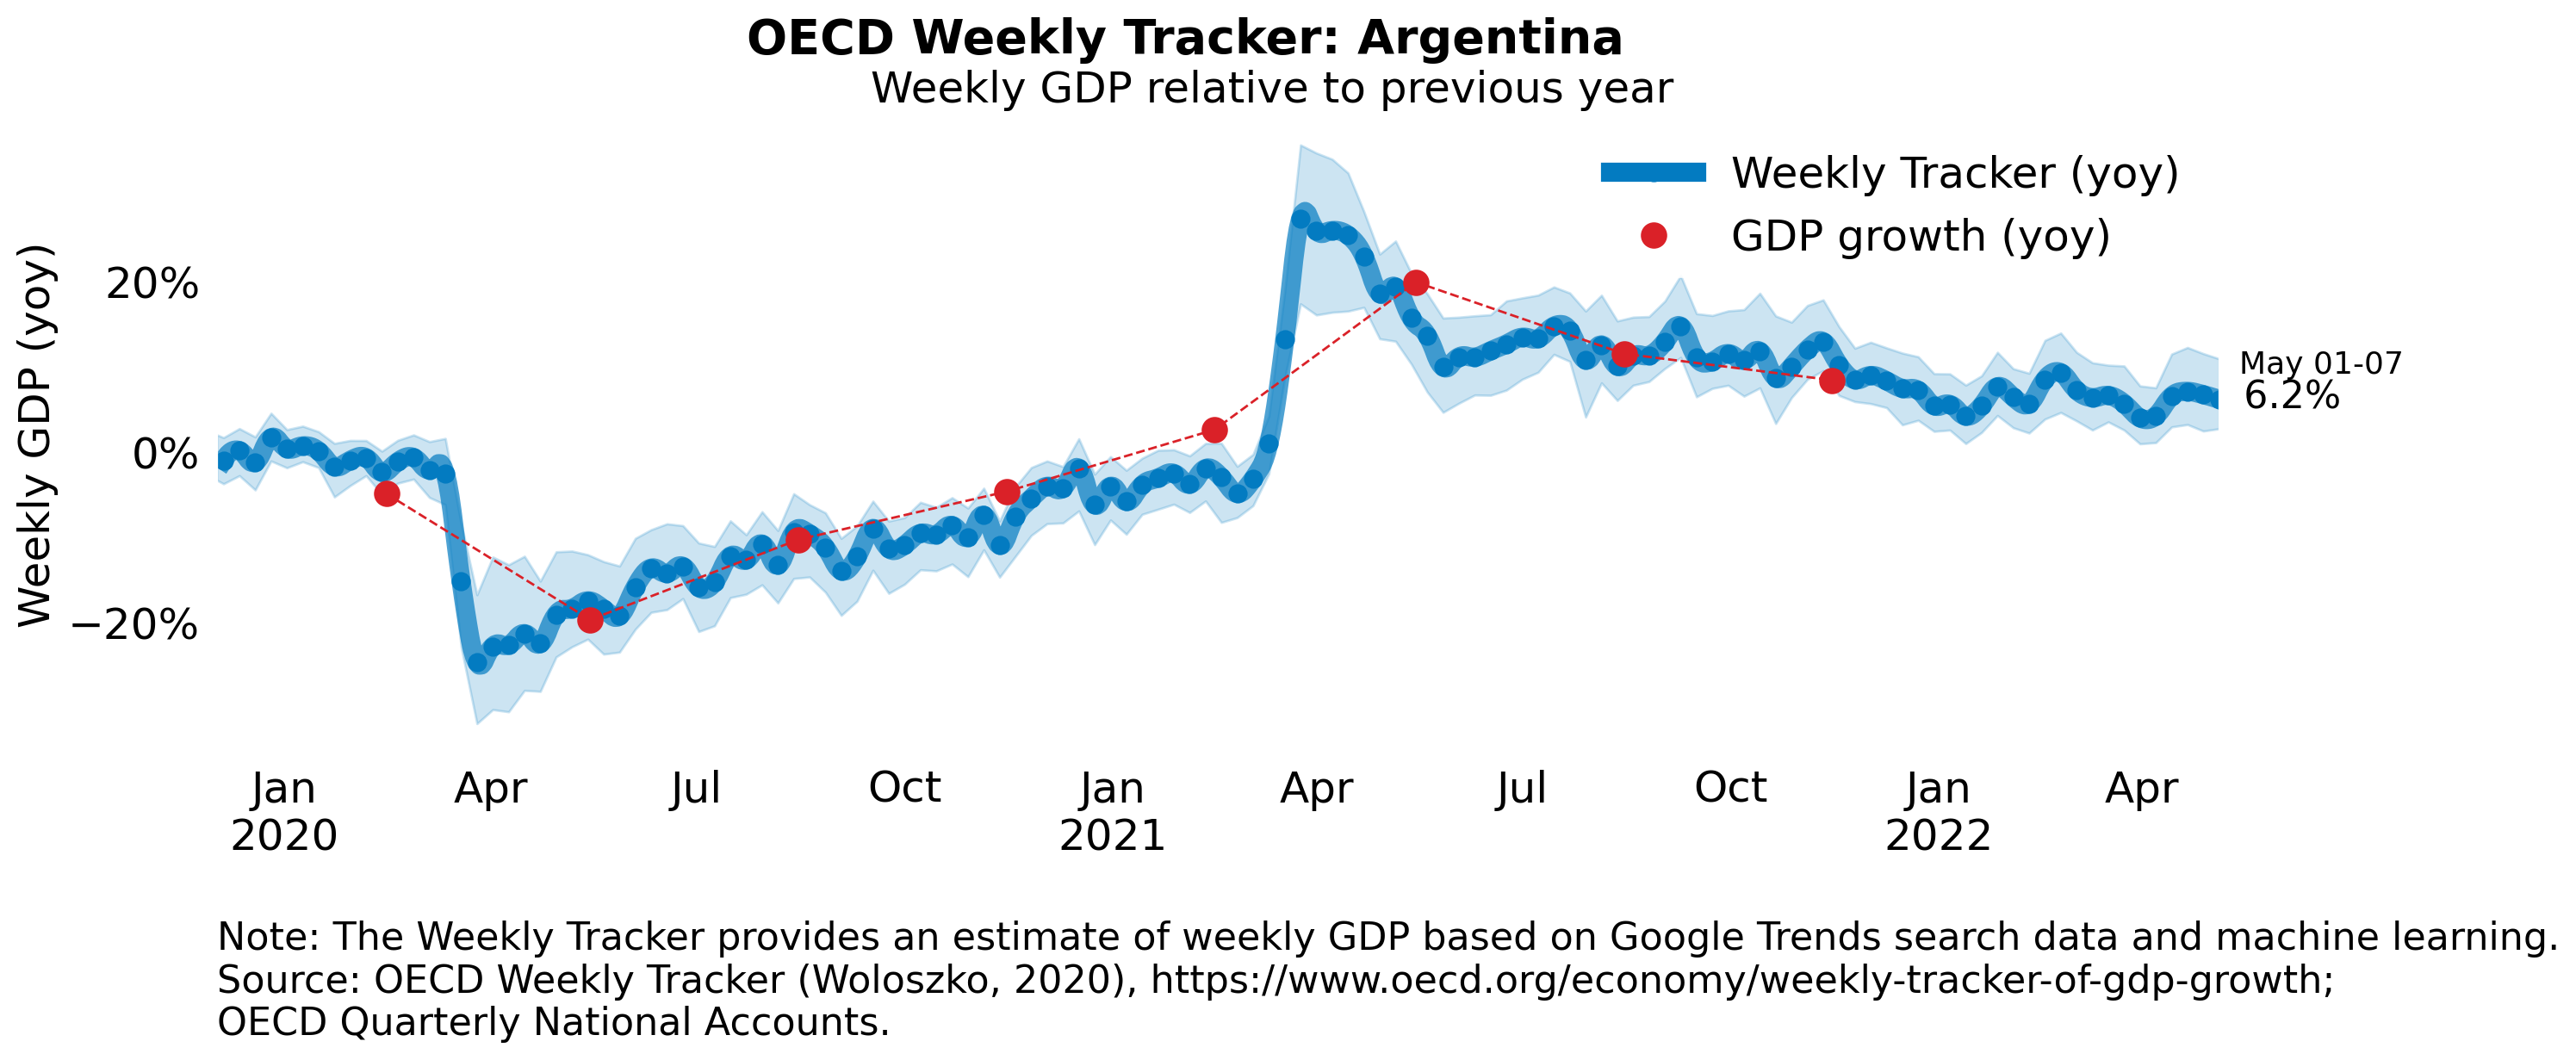 OECD Weekly Tracker: Argentina
Weekly GDP relative to previous year
Weekly Tracker (yoy)
GDP growth (yoy)
Weekly GDP (yoy)
20%
0%
−20%
May 01-07
6.2%
Jan Apr Jul Oct Jan Apr Jul Oct Jan Apr
2020 2021 2022
Note: The Weekly Tracker provides an estimate of weekly GDP based on Google Trends search data and machine learning.
Source: OECD Weekly Tracker (Woloszko, 2020), https://www.oecd.org/economy/weekly-tracker-of-gdp-growth;
OECD Quarterly National Accounts.